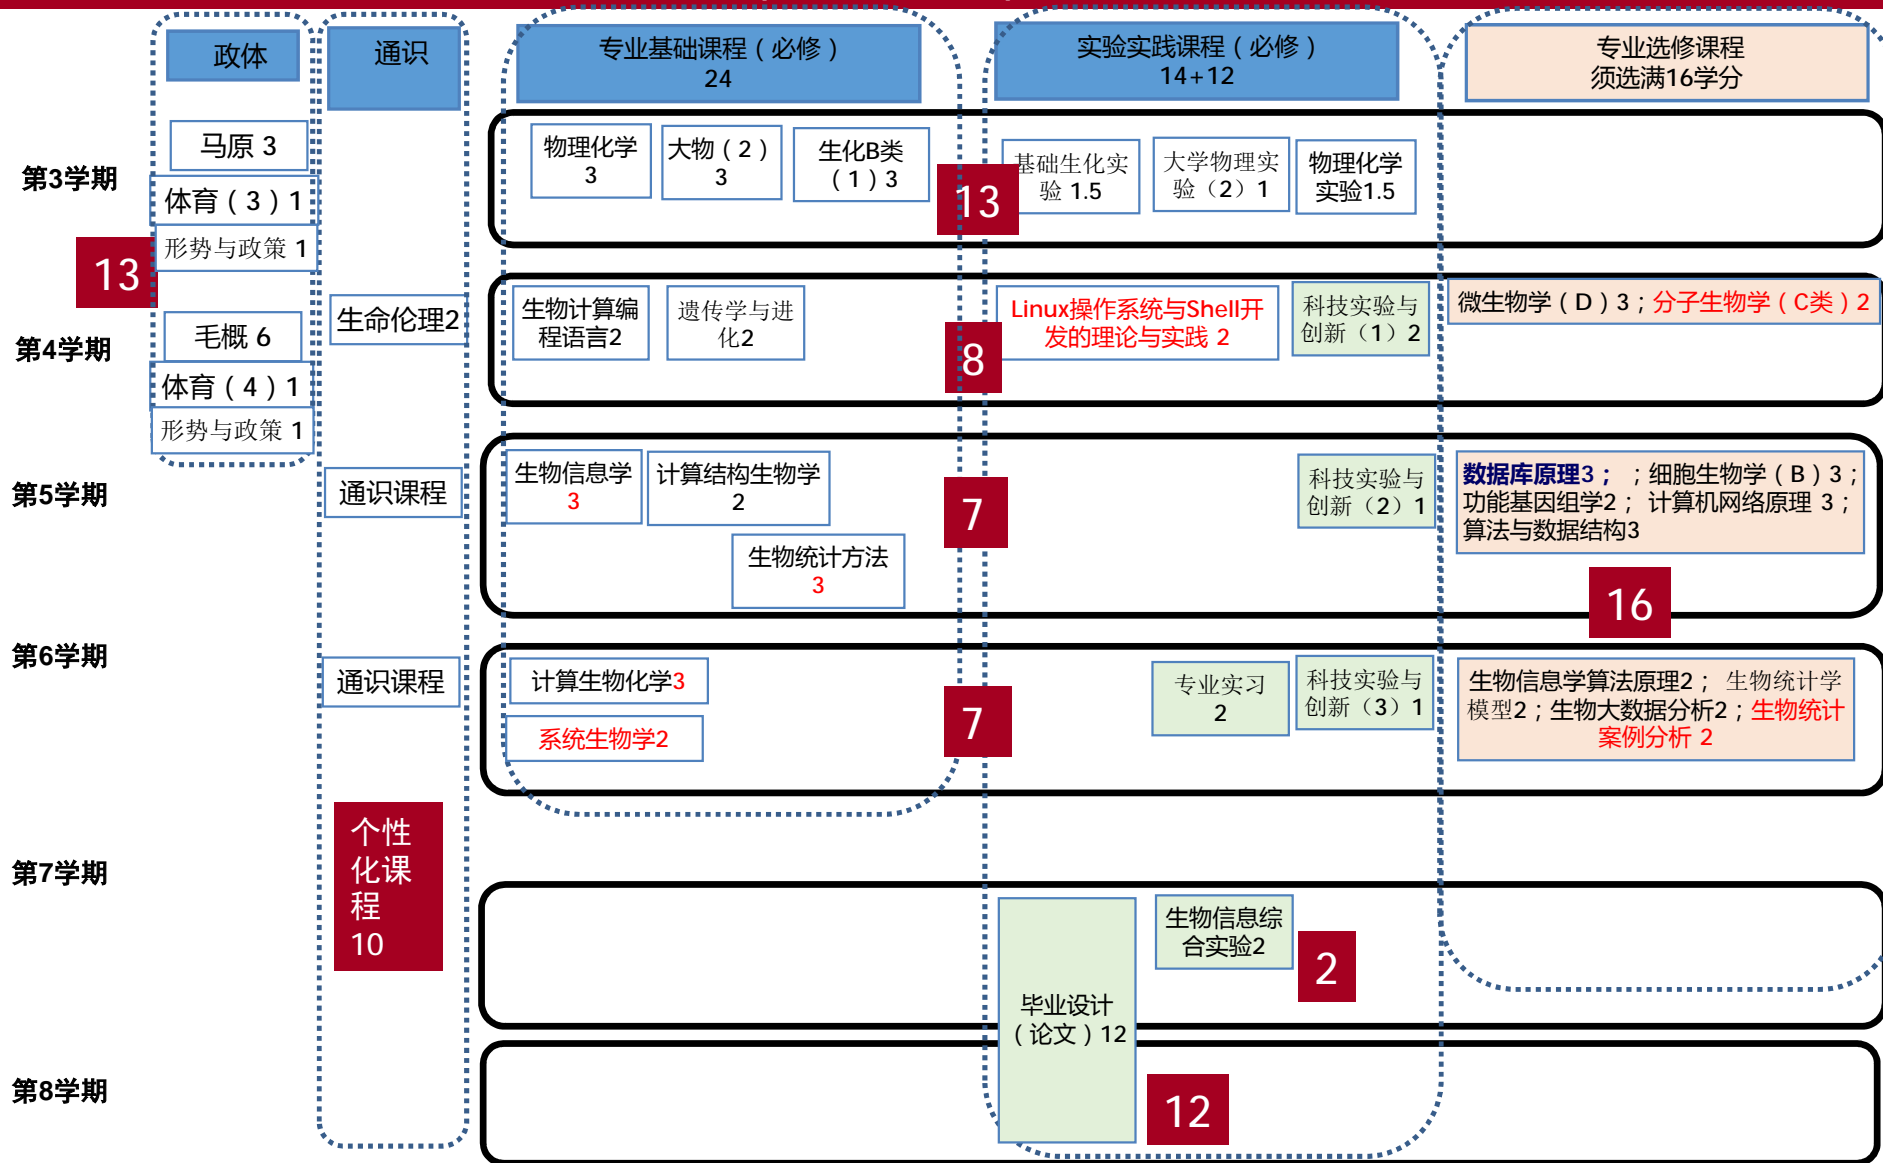 政体
通识
专业基础课程（必修）
24
实验实践课程（必修）
14+12
专业选修课程
须选满16学分
第3学期
马原 3
体育（3）1
形势与政策 1
13
物理化学
3
大物（2）
3
生化B类
（1）3
13
基础生化实
验 1.5
大学物理实
验（2）1
物理化学
实验1.5
第4学期
毛概 6
体育（4）1
形势与政策 1
生命伦理2
生物计算编
程语言2
遗传学与进
化2
8
Linux操作系统与Shell开
发的理论与实践 2
科技实验与
创新（1）2
微生物学（D）3；分子生物学（C类）2
第5学期
通识课程
生物信息学
3
计算结构生物学
2
生物统计方法
3
7
科技实验与
创新（2）1
数据库原理3； ；细胞生物学（B）3；
功能基因组学2； 计算机网络原理 3；
算法与数据结构3
16
第6学期
通识课程
计算生物化学3
系统生物学2
7
专业实习
2
科技实验与
创新（3）1
生物信息学算法原理2； 生物统计学
模型2；生物大数据分析2；生物统计
案例分析 2
个性
化课
程
10
第7学期
生物信息综
合实验2
2
毕业设计
（论文）12
第8学期
12